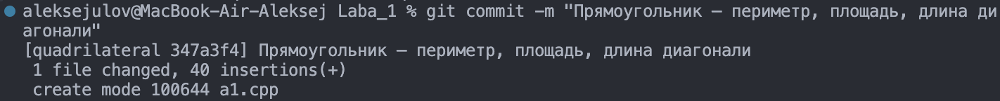 aleksejulov@MacBook-Air-Aleksej Laba_1 % git commit -m "Прямоугольник — периметр, площадь, длина ди
агонали"
[quadrilateral 347a3f4] Прямоугольник — периметр, площадь, длина диагонали
 1 file changed, 40 insertions(+)
 create mode 100644 a1.cpp